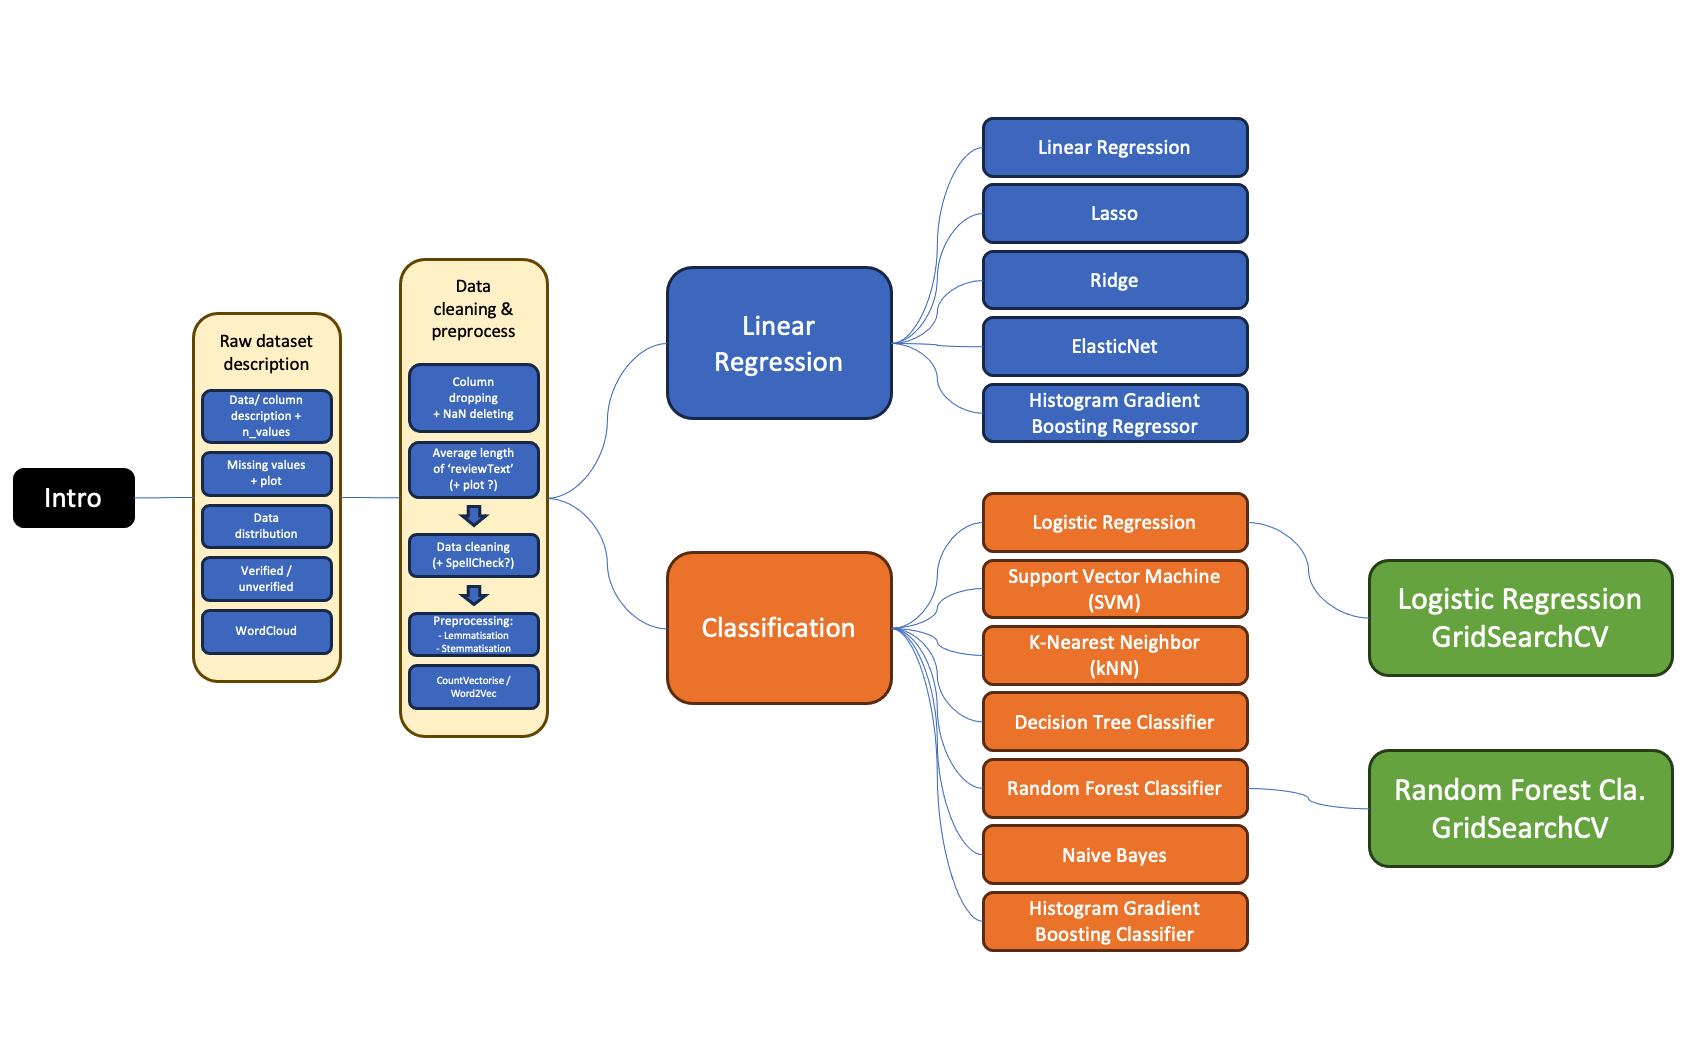 Intro
Raw dataset
description
Data/ column
description +
n_values
Missing values
+ plot
Data
distribution
Verified /
unverified
WordCloud
Data
cleaning &
preprocess
Column
dropping
+ NaN deleting
Average length
of ‘reviewText’
(+ plot ?)
Data cleaning
(+ SpellCheck?)
Preprocessing:
- Lemmatisation
- Stemmatisation
CountVectorise /
Word2Vec
Linear
Regression
Linear Regression
Lasso
Ridge
ElasticNet
Histogram Gradient
Boosting Regressor
Classification
Logistic Regression
Support Vector Machine
(SVM)
K-Nearest Neighbor
(kNN)
Decision Tree Classifier
Random Forest Classifier
Naive Bayes
Histogram Gradient
Boosting Classifier
Logistic Regression
GridSearchCV
Random Forest Cla.
GridSearchCV